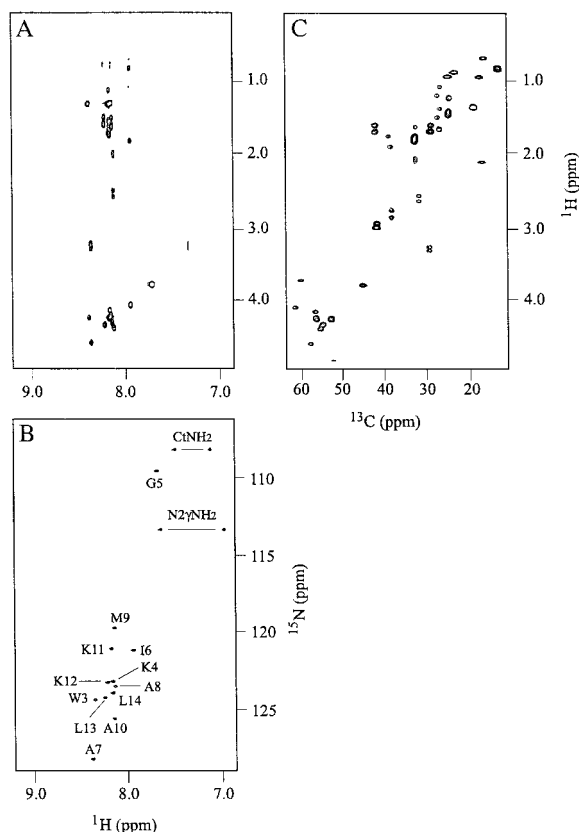 A
1.0
2.0
3.0
4.0
9.0 8.0 7.0
C
1.0
2.0
3.0
4.0
¹H (ppm)
60 50 40 30 20
¹³C (ppm)
B
CtNH2
G5
N2γNH2
M9
K11
I6
K12
K4
W3
A8
L13
L14
A10
A7
110
115
120
125
¹⁵N (ppm)
9.0 8.0 7.0
¹H (ppm)